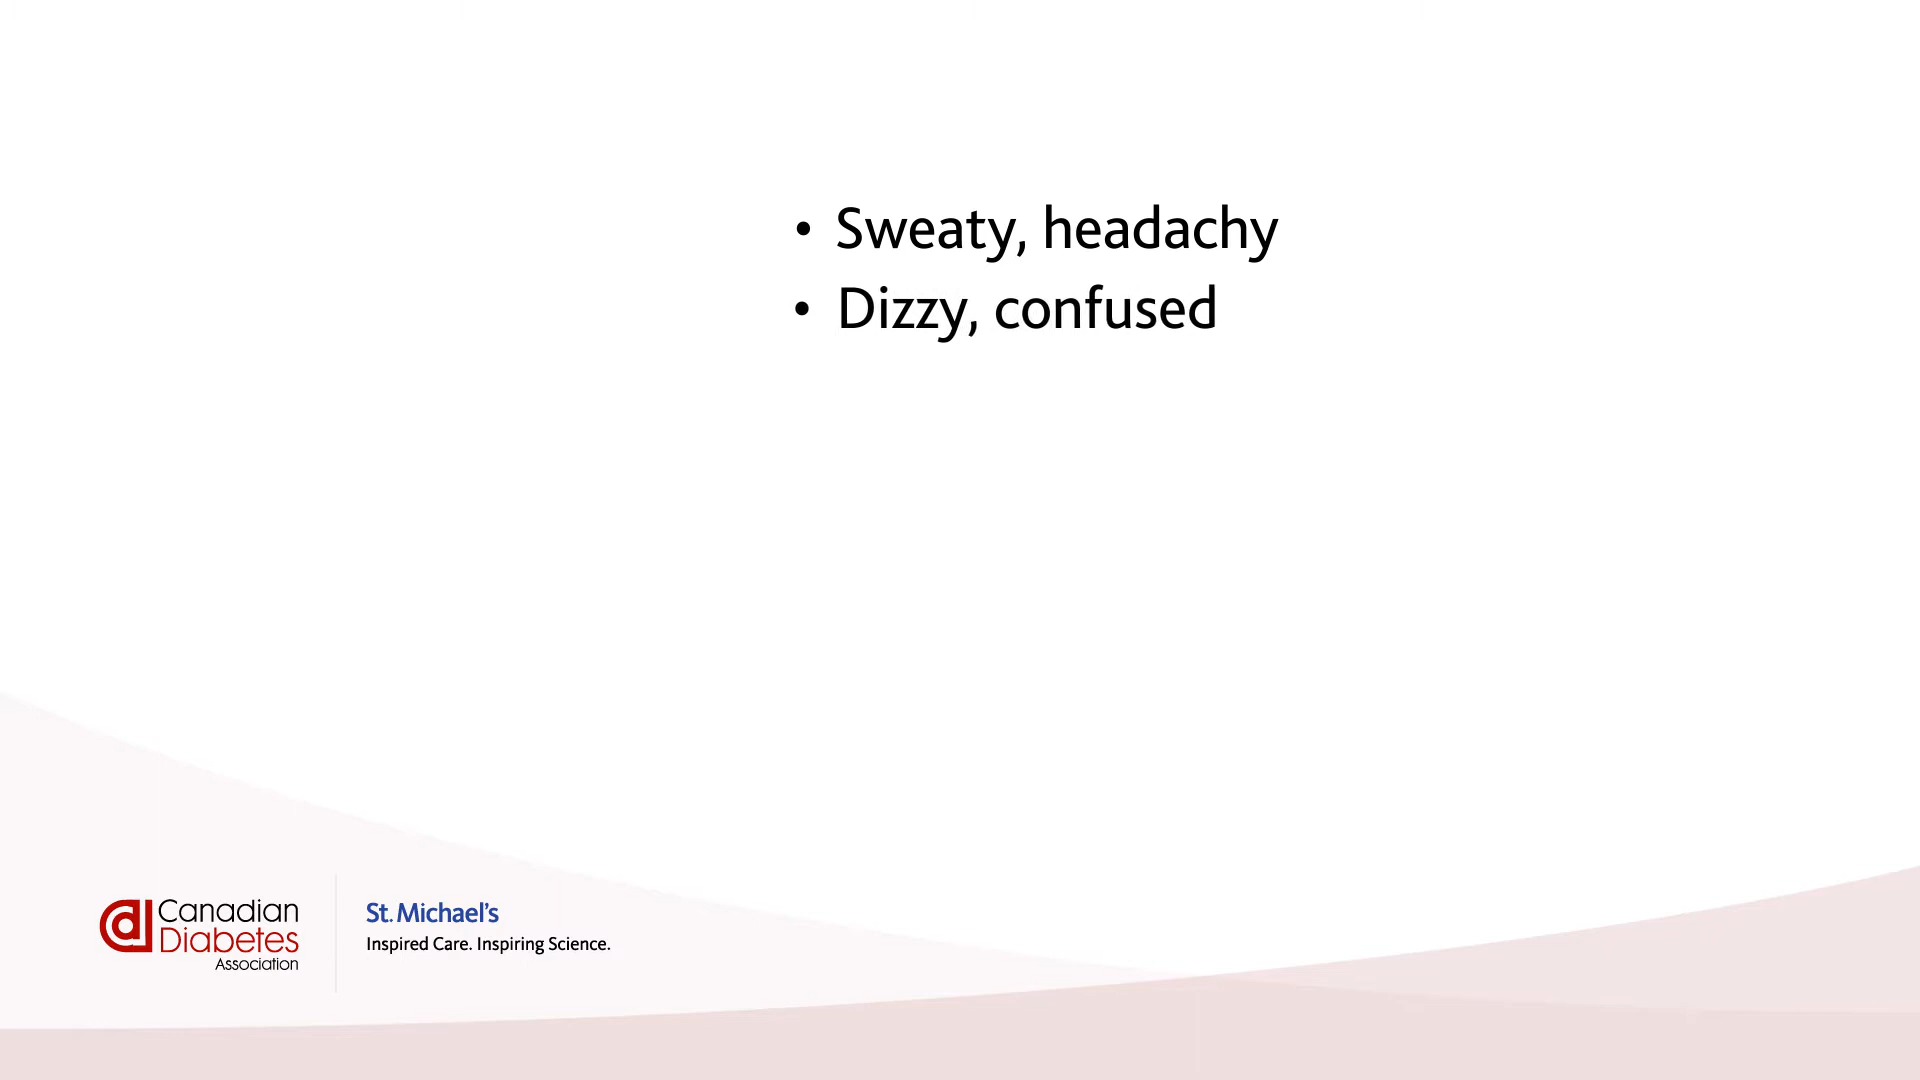 • Sweaty, headachy
• Dizzy, confused
Canadian
Diabetes
Association
St. Michael's
Inspired Care. Inspiring Science.